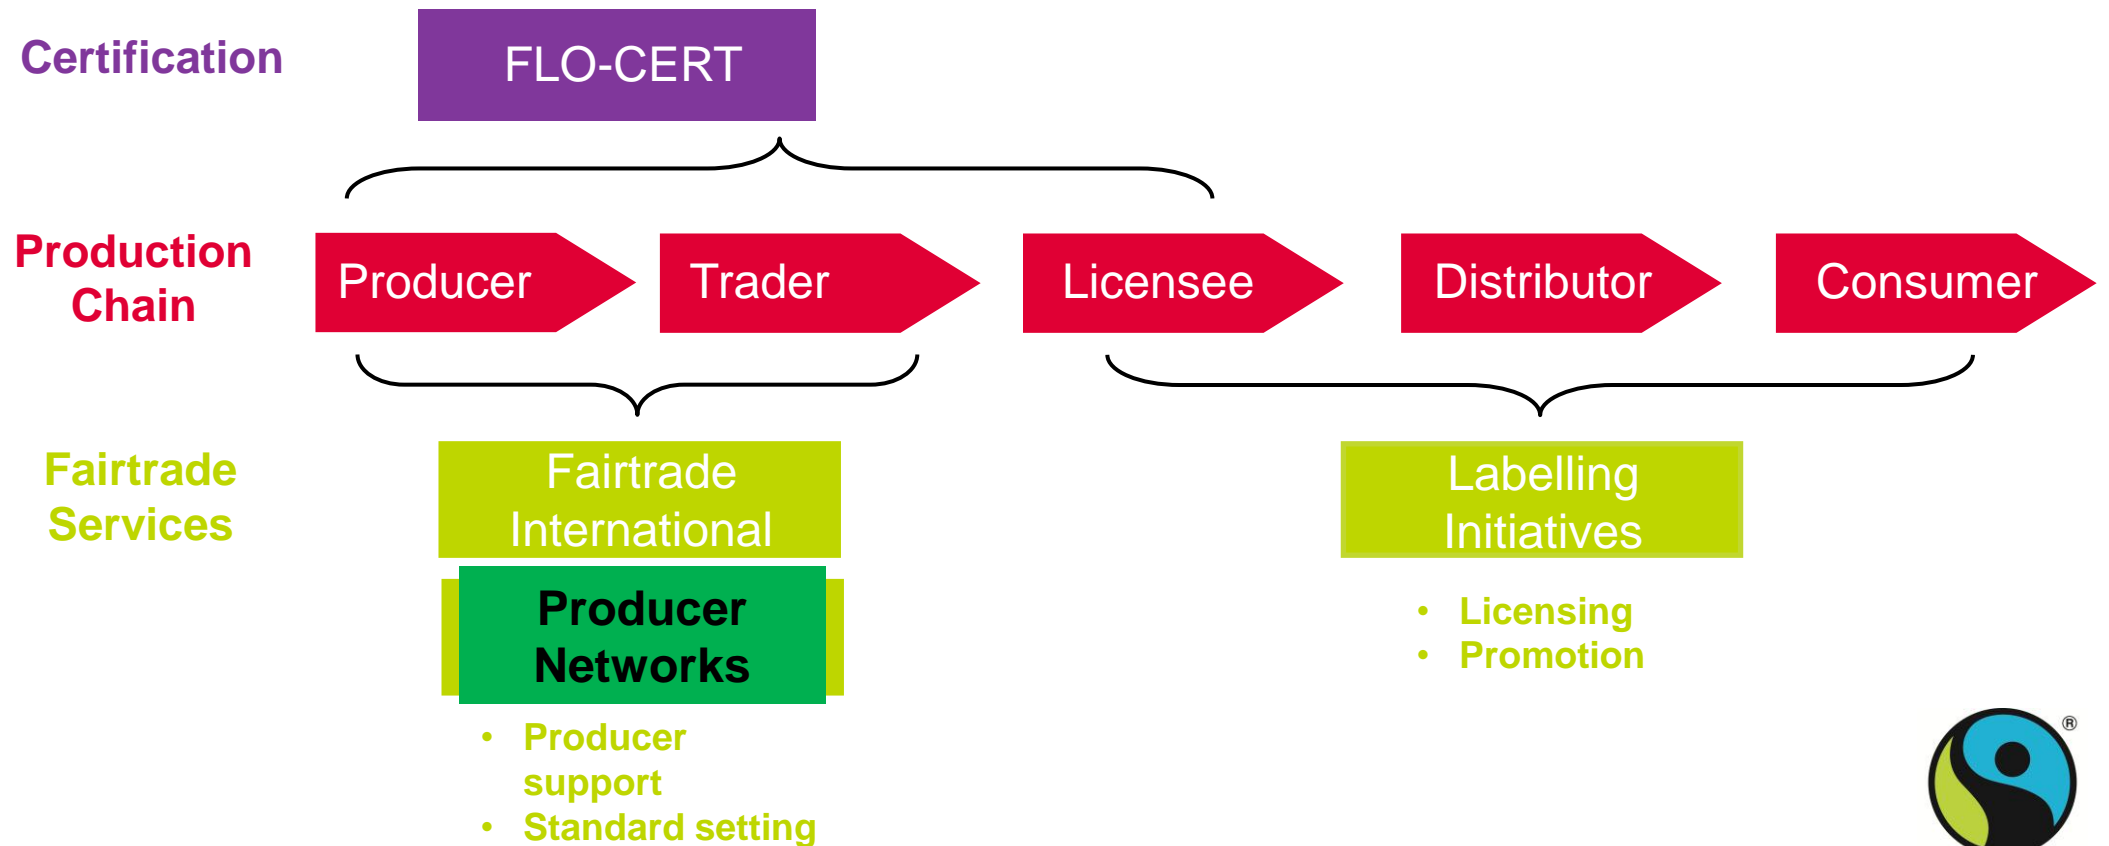 Certification
FLO-CERT
Production
Chain
Producer
Trader
Licensee
Distributor
Consumer
Fairtrade
Services
Fairtrade
International
Labelling
Initiatives
Producer
Networks
• Licensing
• Promotion
• Producer
support
• Standard setting
®